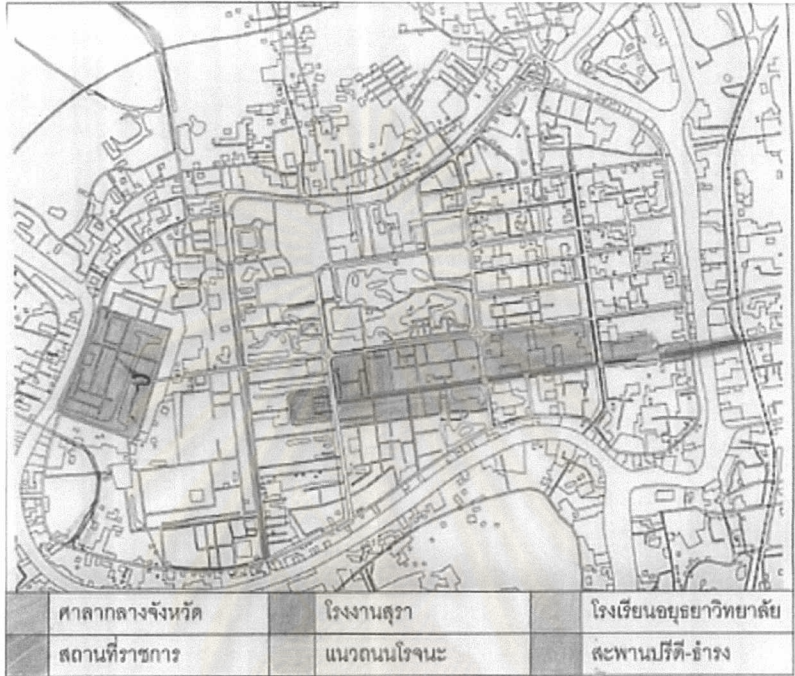 ศาลากลางจังหวัด โรงงานสุรา โรงเรียนอยุธยาวิทยาลัย
สถานที่ราชการ แนวถนนโรจนะ สะพานปรีดี-ธำรง